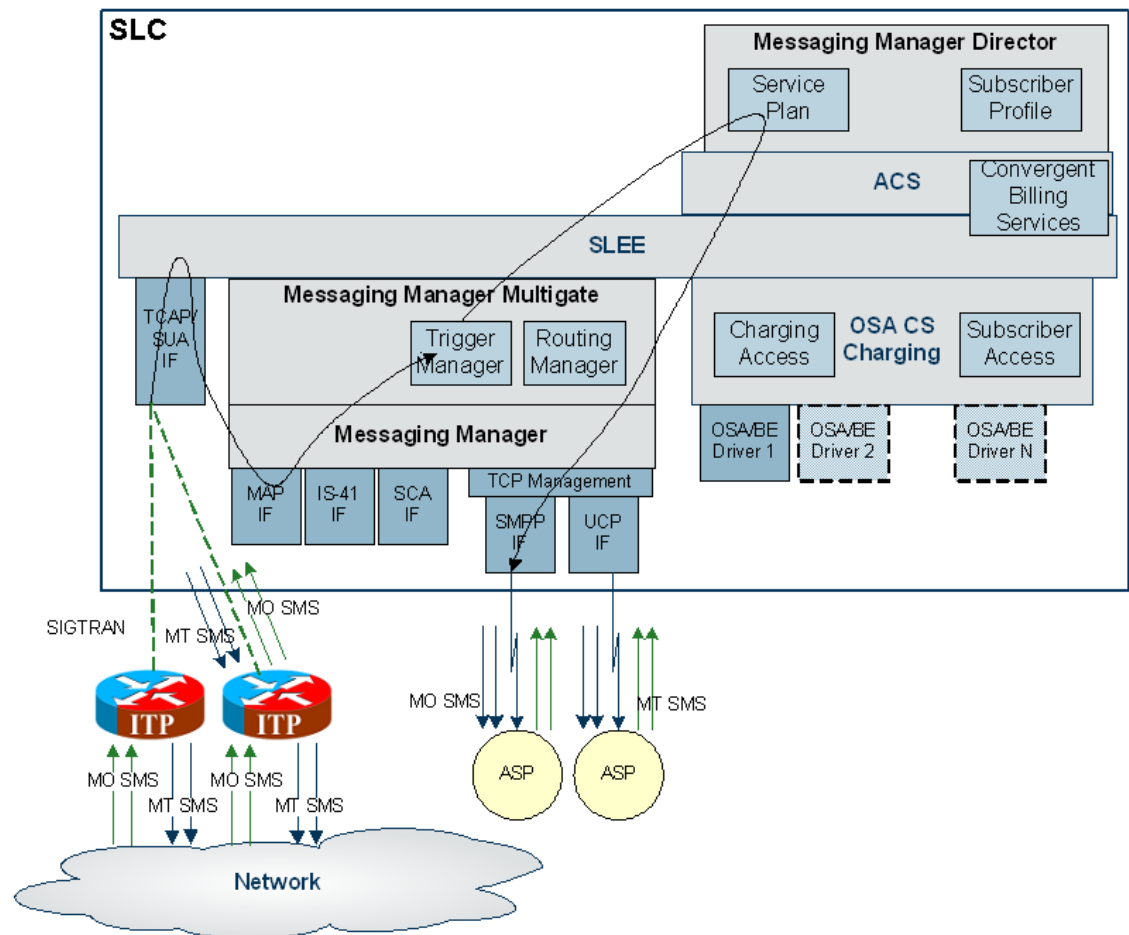 SLC
Messaging Manager Director
Service
Plan
Subscriber
Profile
ACS
Convergent
Billing
Services
SLEE
TCAP/
SUA
IF
Messaging Manager Multigate
Trigger
Manager
Routing
Manager
Charging
Access
OSA CS
Charging
Subscriber
Access
Messaging Manager
OSA/BE
Driver 1
OSA/BE
Driver 2
OSA/BE
Driver N
MAP
IF
IS-41
IF
SCA
IF
TCP Management
SMPP
IF
UCP
IF
SIGTRAN
MT SMS
MO SMS
ITP
ITP
MO SMS
MT SMS
ASP
ASP
MO SMS
MT SMS
MO SMS
MT SMS
Network